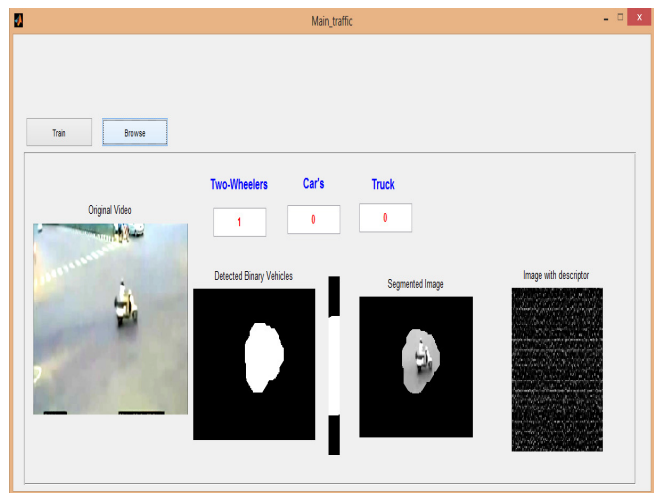 Main_traffic
Train
Browse
Two-Wheelers
Car's
Truck
1
0
0
Original Video
Detected Binary Vehicles
Segmented Image
Image with descriptor